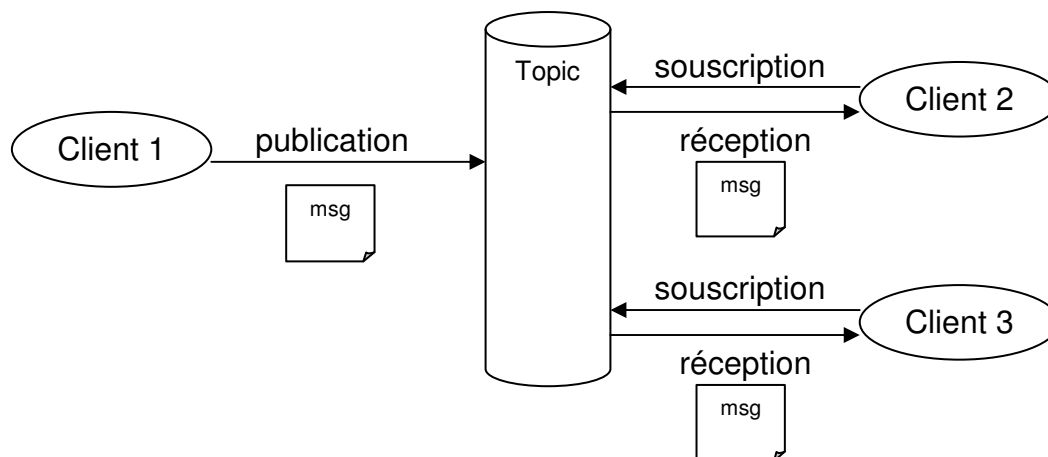 Topic
souscription
Client 2
Client 1
publication
réception
msg
msg
souscription
Client 3
réception
msg